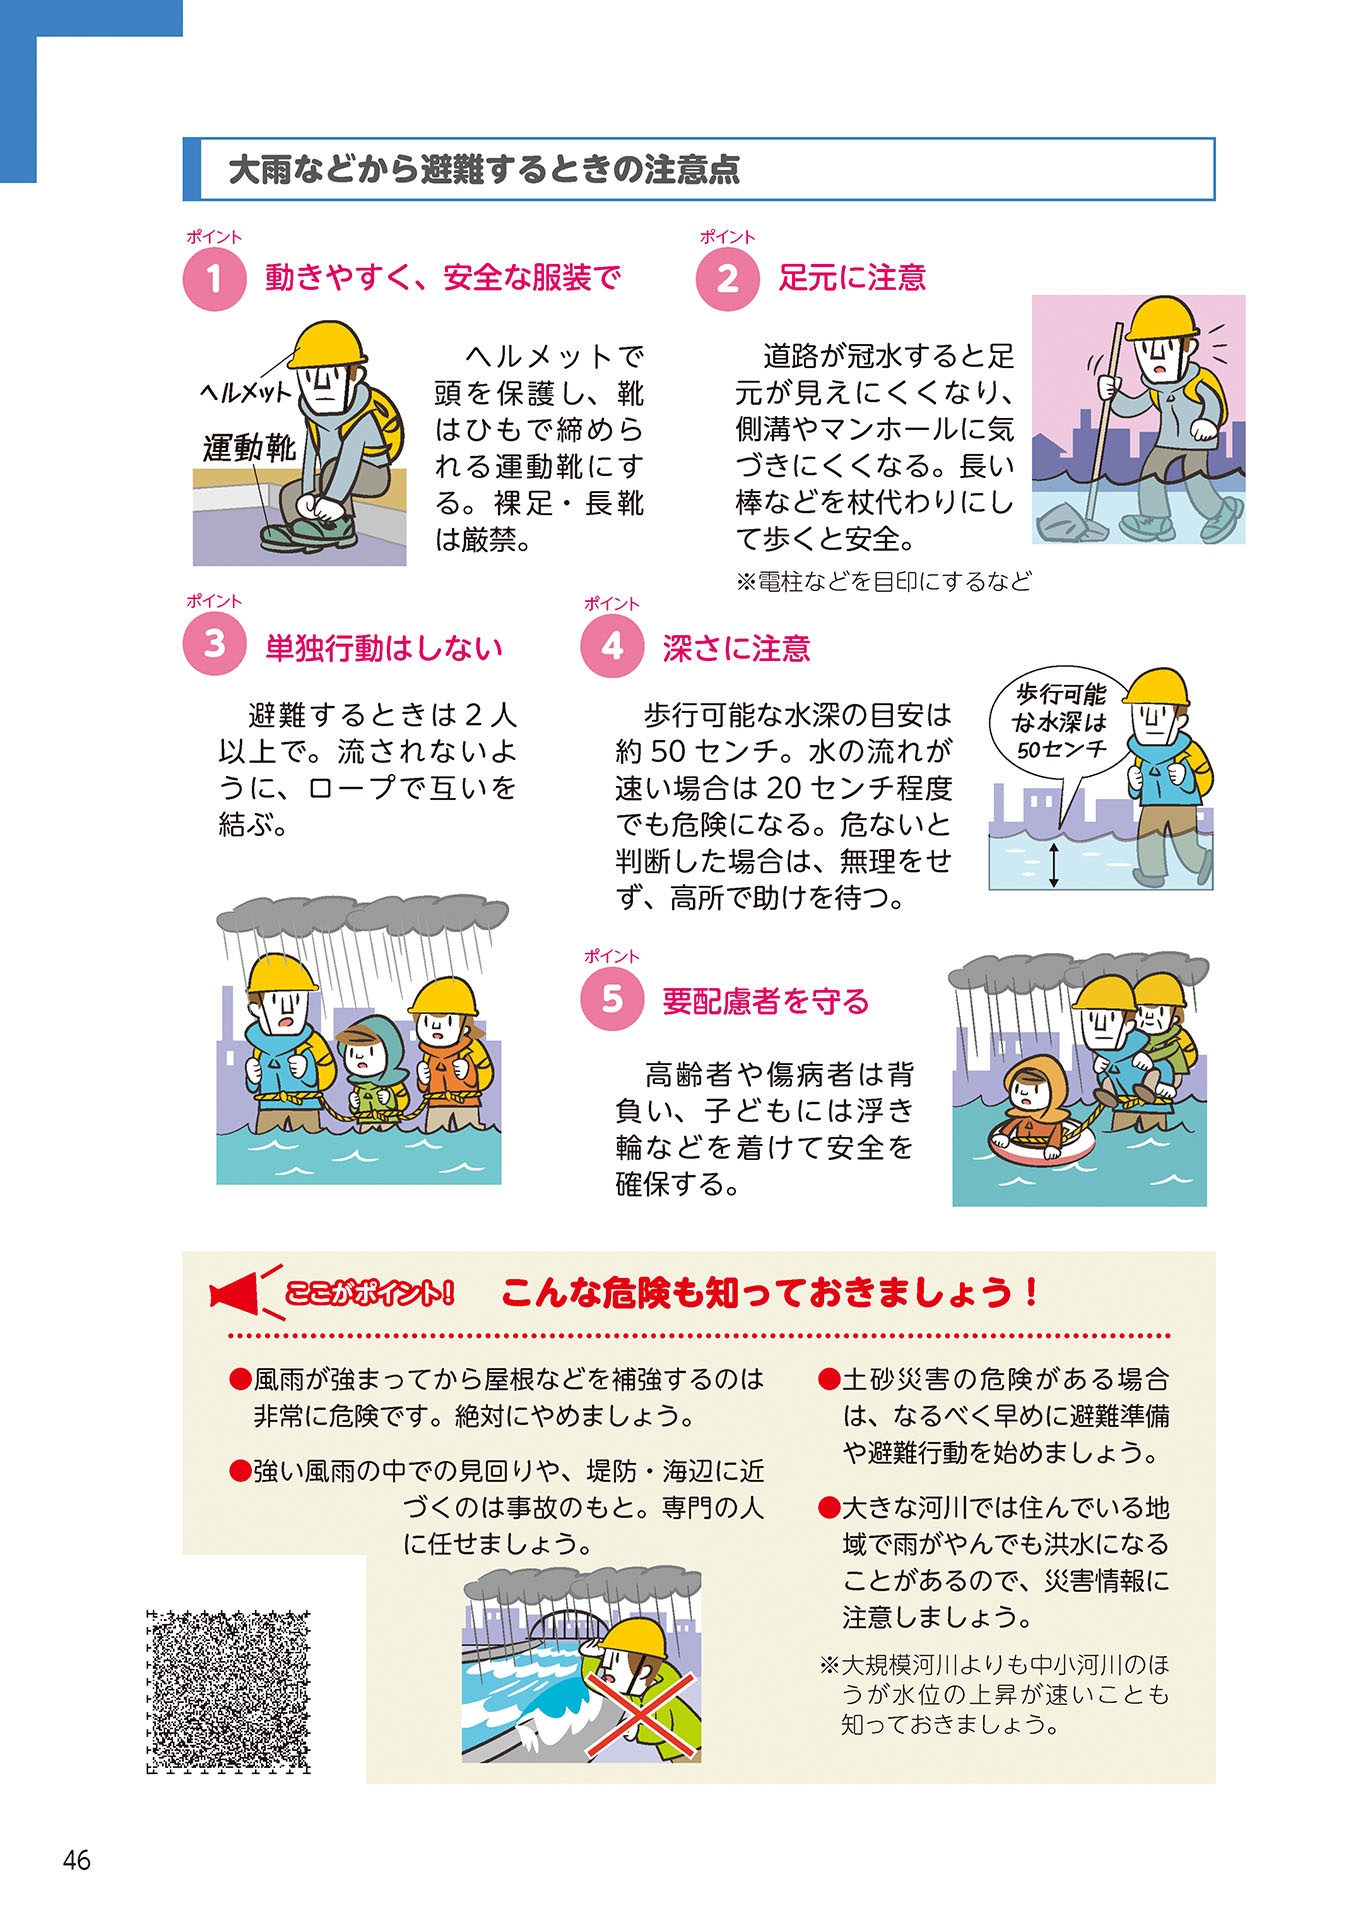 大雨などから避難するときの注意点
ポイント
1 動きやすく、安全な服装で
ヘルメット
運動靴
ヘルメットで
頭を保護し、靴
はひもで締めら
れる運動靴にす
る。裸足・長靴
は厳禁。
ポイント
2 足元に注意
道路が冠水すると足
元が見えにくくなり、
側溝やマンホールに気
づきにくくなる。長い
棒などを杖代わりにし
て歩くと安全。
※電柱などを目印にするなど
ポイント
3 単独行動はしない
避難するときは2人
以上で。流されないよ
うに、ロープで互いを
結ぶ。
ポイント
4 深さに注意
歩行可能な水深の目安は
約50センチ。水の流れが
速い場合は20センチ程度
でも危険になる。危ないと
判断した場合は、無理をせ
ず、高所で助けを待つ。
歩行可能
な水深は
50センチ
ポイント
5 要配慮者を守る
高齢者や傷病者は背
負い、子どもには浮き
輪などを着けて安全を
確保する。
ここがポイント! こんな危険も知っておきましょう!
●風雨が強まってから屋根などを補強するのは
非常に危険です。絶対にやめましょう。
●強い風雨の中での見回りや、堤防・海辺に近
づくのは事故のもと。専門の人
に任せましょう。
●土砂災害の危険がある場合
は、なるべく早めに避難準備
や避難行動を始めましょう。
●大きな河川では住んでいる地
域で雨がやんでも洪水になる
ことがあるので、災害情報に
注意しましょう。
※大規模河川よりも中小河川のほ
うが水位の上昇が速いことも
知っておきましょう。
46